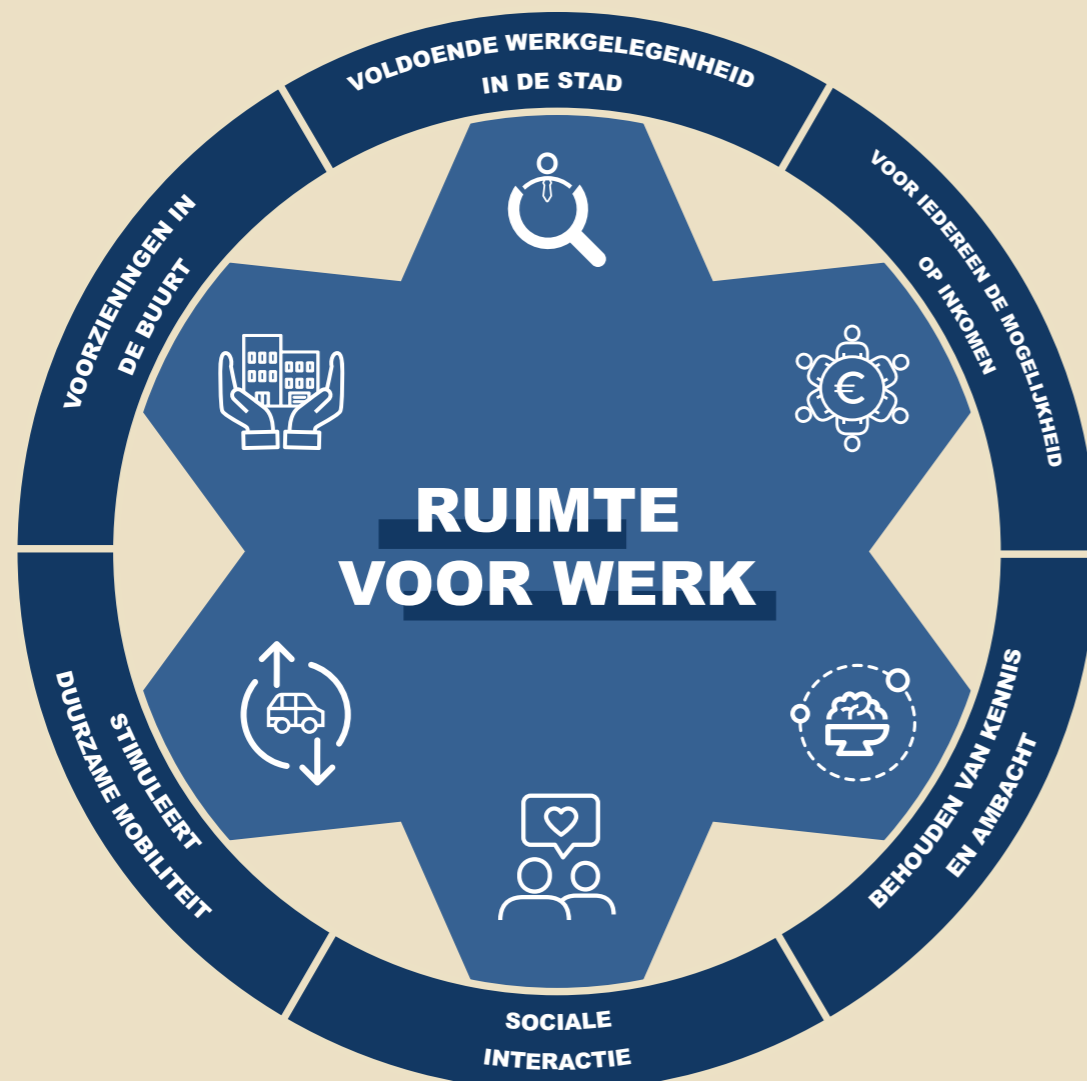 VOLDOENDE WERKGELEGENHEID
IN DE STAD
VOOR IEDEREEN DE MOGELIJKHEID
OP INKOMEN
BEHOUDEN VAN KENNIS
EN AMBACHT
SOCIALE
INTERACTIE
STIMULEERT
DUURZAME MOBILITEIT
VOORZIENINGEN IN
DE BUURT
€
RUIMTE
VOOR WERK